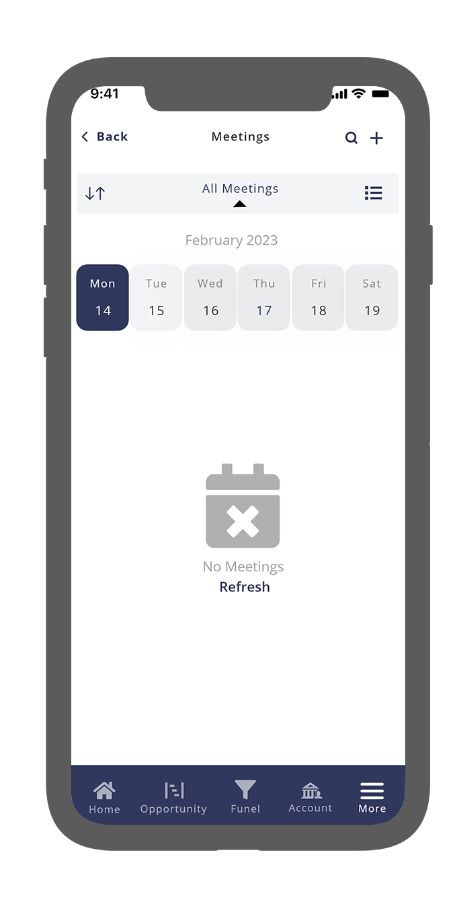 9:41
Back Meetings
All Meetings
February 2023
Mon Tue Wed Thu Fri Sat
14 15 16 17 18 19
No Meetings
Refresh
Home Opportunity Funel Account More